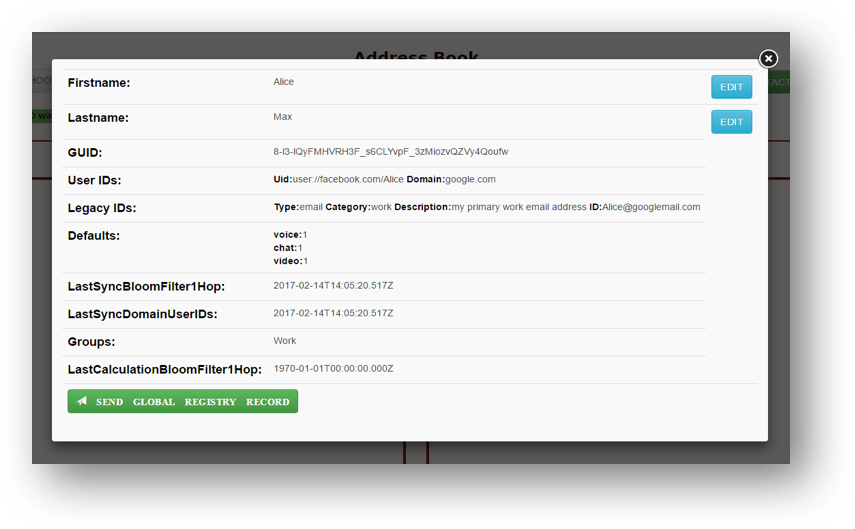 Address Book
Firstname: Alice EDIT
Lastname: Max EDIT
GUID: 8-I3-IQyFMHVRH3F_s6CLYvpF_3zMiozvQZVy4Qoufw
User IDs: Uid:user://facebook.com/Alice Domain:google.com
Legacy IDs: Type:email Category:work Description:my primary work email address ID:Alice@googlemail.com
Defaults: voice:1
chat:1
video:1
LastSyncBloomFilter1Hop: 2017-02-14T14:05:20.517Z
LastSyncDomainUserIDs: 2017-02-14T14:05:20.517Z
Groups: Work
LastCalculationBloomFilter1Hop: 1970-01-01T00:00:00.000Z
SEND GLOBAL REGISTRY RECORD